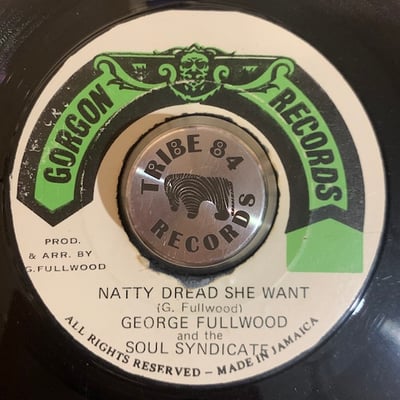 GORGON RECORDS
TRIBE 84
RECORDS
PROD.
& ARR. BY
G.FULLWOOD
NATTY DREAD SHE WANT
(G. Fullwood)
GEORGE FULLWOOD
and the
SOUL SYNDICATE
ALL RIGHTS RESERVED - MADE IN JAMAICA